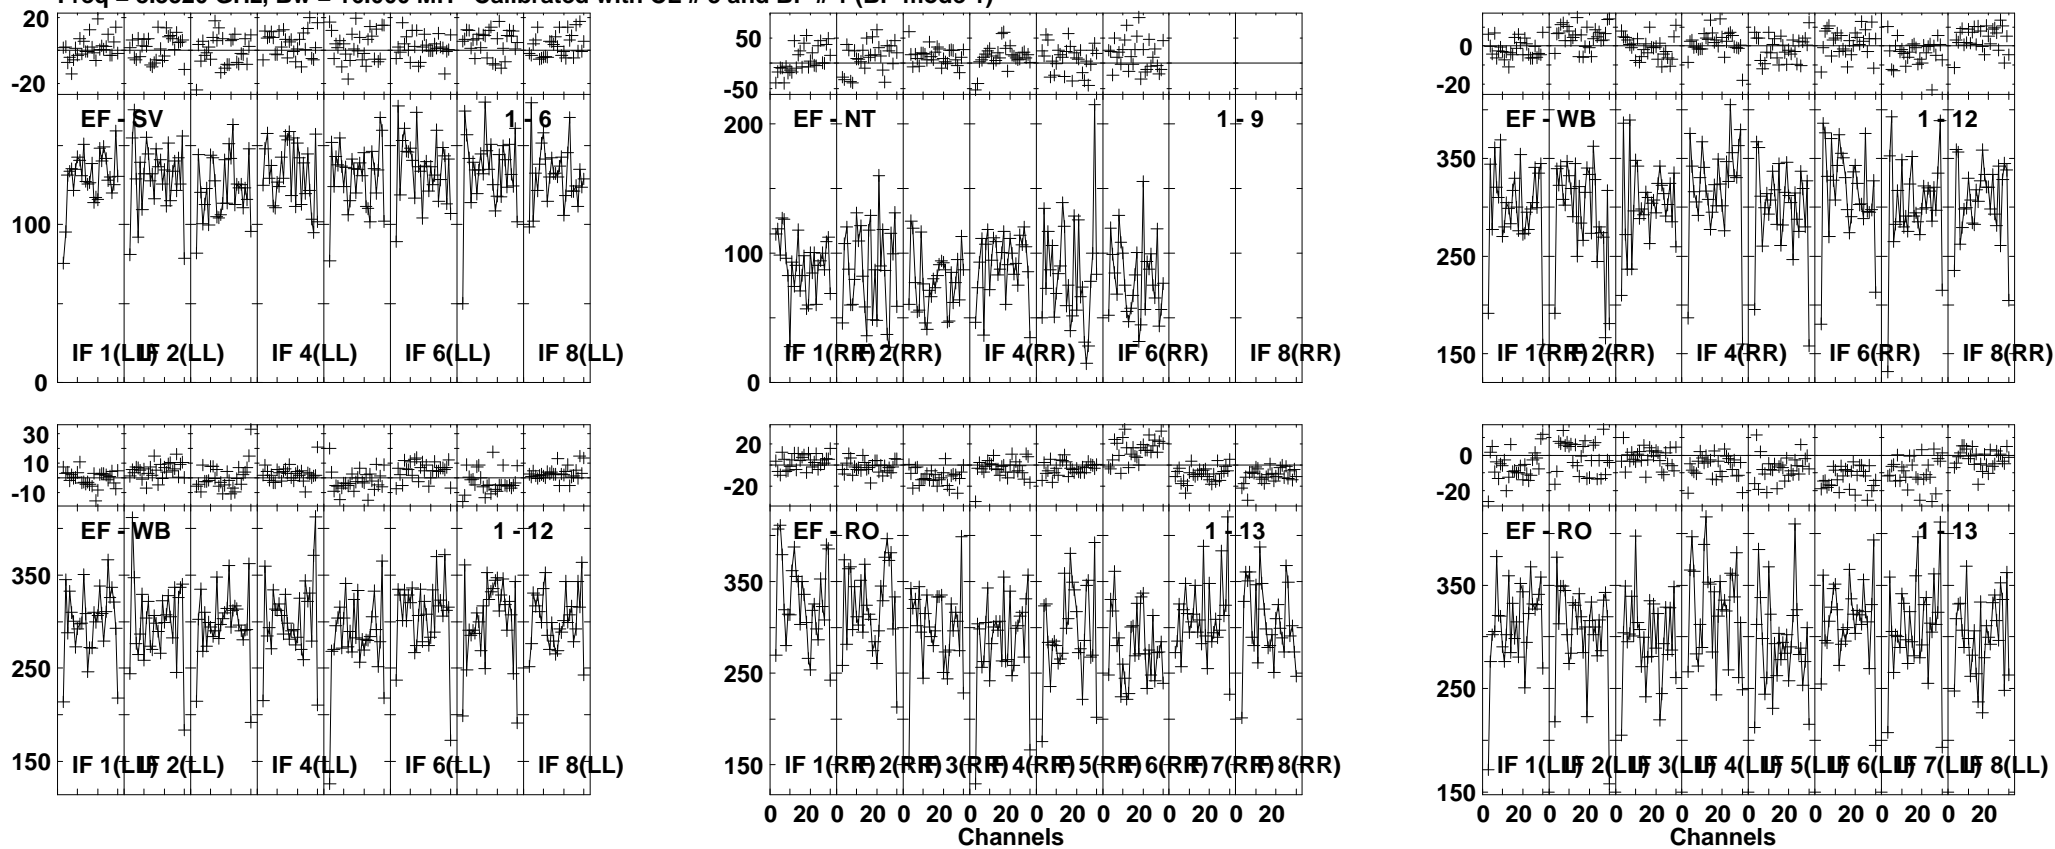 20
-20
EF - SV
1 - 6
100
0
IF 1(LL)
IF 2(LL)
IF 4(LL)
IF 6(LL)
IF 8(LL)
50
-50
200
EF - NT
1 - 9
100
0
IF 1(RR)
IF 2(RR)
IF 4(RR)
IF 6(RR)
IF 8(RR)
0
-20
EF - WB
1 - 12
350
250
150
IF 1(RR)
IF 2(RR)
IF 4(RR)
IF 6(RR)
IF 8(RR)
30
10
-10
EF - WB
1 - 12
350
250
150
IF 1(LL)
IF 2(LL)
IF 4(LL)
IF 6(LL)
IF 8(LL)
20
-20
EF - RO
1 - 13
350
250
150
IF 1(RR)
IF 2(RR)
IF 3(RR)
IF 4(RR)
IF 5(RR)
IF 6(RR)
IF 7(RR)
IF 8(RR)
0 20 0 20 0 20 0 20 0 20 0 20 0 20 0 20
Channels
0
-20
EF - RO
1 - 13
350
250
150
IF 1(LL)
IF 2(LL)
IF 3(LL)
IF 4(LL)
IF 5(LL)
IF 6(LL)
IF 7(LL)
IF 8(LL)
0 20 0 20 0 20 0 20 0 20 0 20 0 20 0 20
Channels